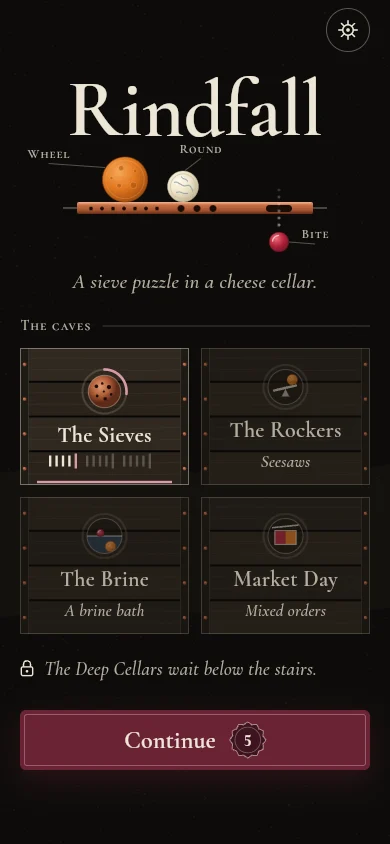 Rindfall
Wheel
Round
Bite
A sieve puzzle in a cheese cellar.
The caves
The Sieves
The Rockers
Seesaws
The Brine
A brine bath
Market Day
Mixed orders
The Deep Cellars wait below the stairs.
Continue 5